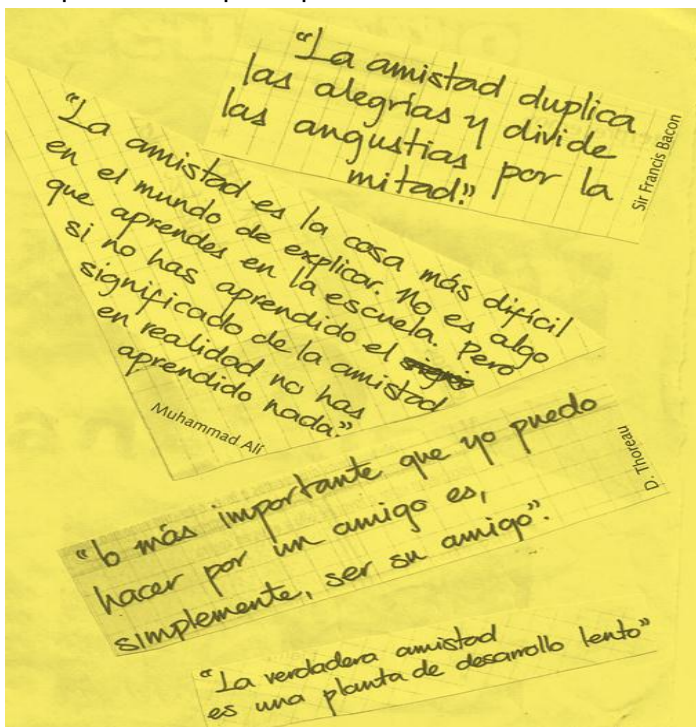 "La amistad duplica
las alegrías y divide
las angustias por la
mitad."
Sir Francis Bacon
"La amistad es la cosa más difícil
en el mundo de explicar. No es algo
que aprendes en la escuela. Pero
si no has aprendido el signi
significado de la amistad
en realidad no has
aprendido nada."
Muhammad Ali
"lo más importante que yo puedo
hacer por un amigo es,
simplemente, ser su amigo".
D. Thoreau
"La verdadera amistad
es una planta de desarrollo lento"